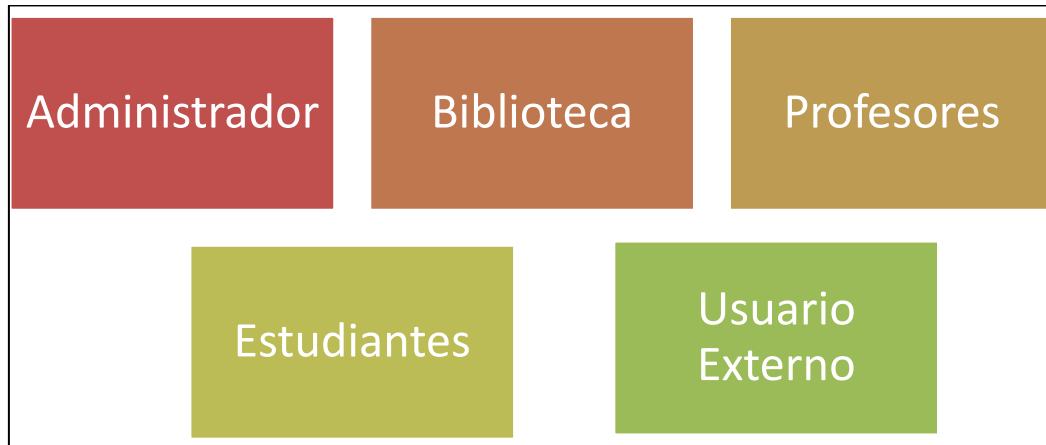 Administrador
Biblioteca
Profesores
Estudiantes
Usuario
Externo